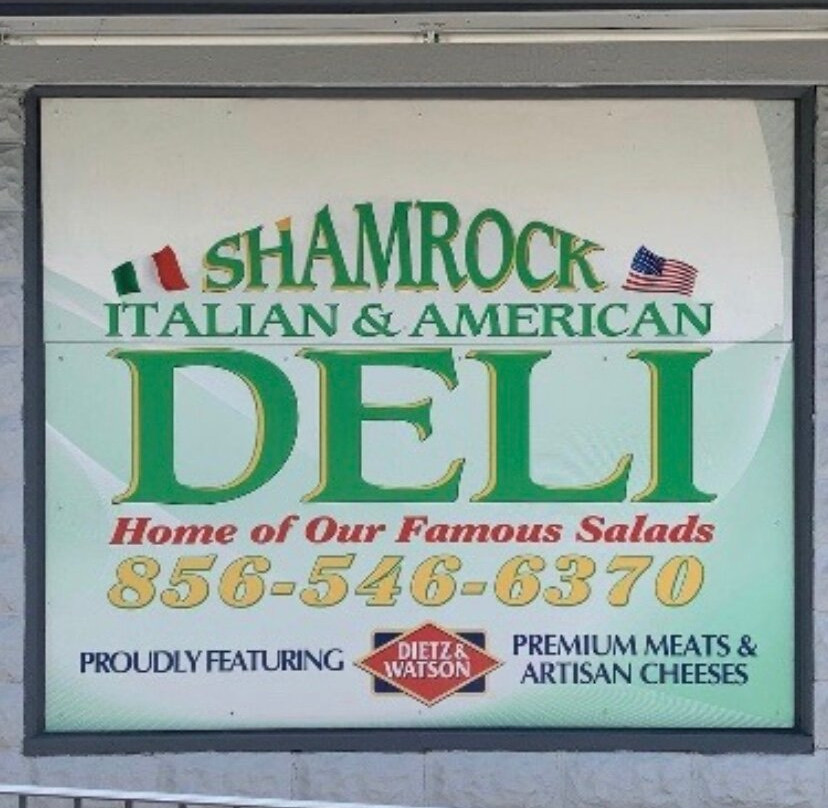 SHAMROCK
ITALIAN & AMERICAN
DELI
Home of Our Famous Salads
856-546-6370
PROUDLY FEATURING
DIETZ &
WATSON
PREMIUM MEATS &
ARTISAN CHEESES